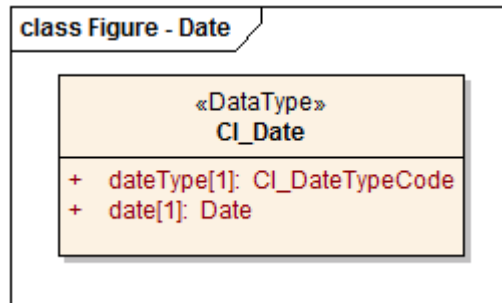 class Figure - Date
«DataType»
CI_Date
+ dateType[1]: CI_DateTypeCode
+ date[1]: Date